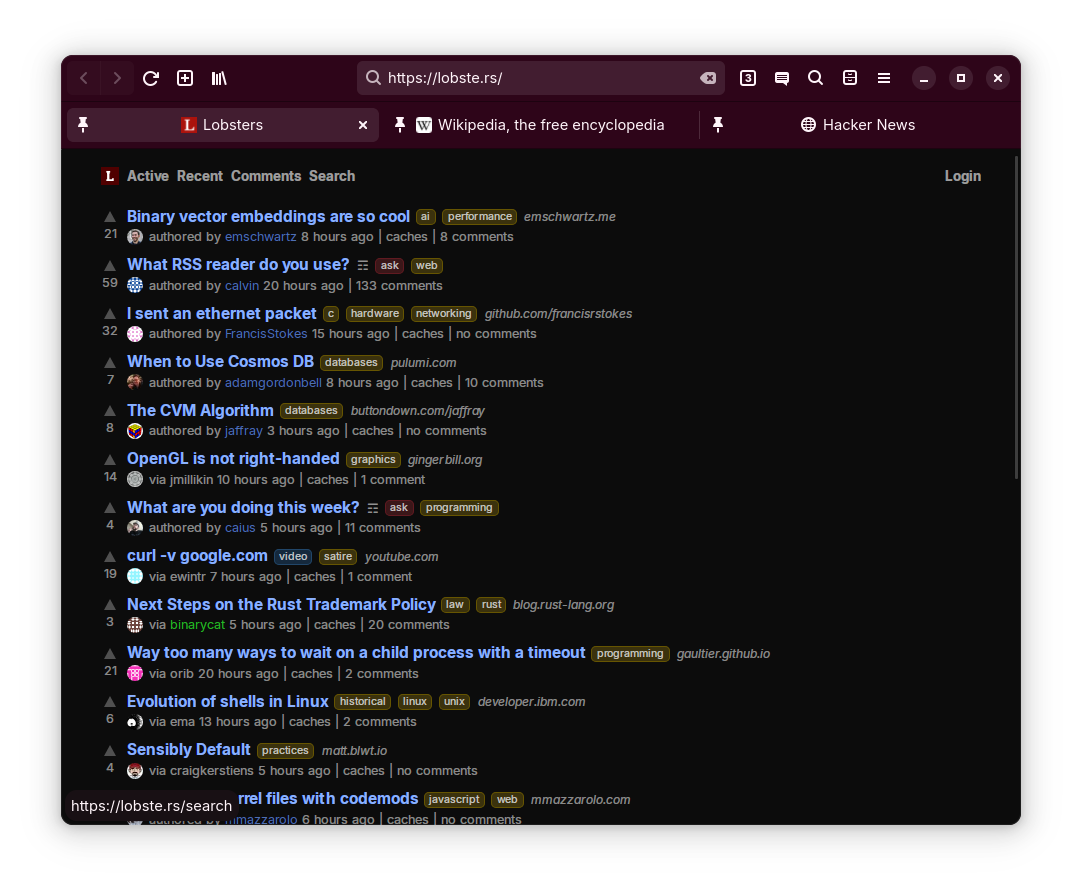 https://lobste.rs/ 3
L Lobsters W Wikipedia, the free encyclopedia Hacker News
L Active Recent Comments Search Login
Binary vector embeddings are so cool ai performance emschwartz.me
21 authored by emschwartz 8 hours ago | caches | 8 comments
What RSS reader do you use? ☶ ask web
59 authored by calvin 20 hours ago | 133 comments
I sent an ethernet packet c hardware networking github.com/francisrstokes
32 authored by FrancisStokes 15 hours ago | caches | no comments
When to Use Cosmos DB databases pulumi.com
7 authored by adamgordonbell 8 hours ago | caches | 10 comments
The CVM Algorithm databases buttondown.com/jaffray
8 authored by jaffray 3 hours ago | caches | no comments
OpenGL is not right-handed graphics gingerbill.org
14 via jmillikin 10 hours ago | caches | 1 comment
What are you doing this week? ☶ ask programming
4 authored by caius 5 hours ago | 11 comments
curl -v google.com video satire youtube.com
19 via ewintr 7 hours ago | caches | 1 comment
Next Steps on the Rust Trademark Policy law rust blog.rust-lang.org
3 via binarycat 5 hours ago | caches | 20 comments
Way too many ways to wait on a child process with a timeout programming gaultier.github.io
21 via orib 20 hours ago | caches | 2 comments
Evolution of shells in Linux historical linux unix developer.ibm.com
6 via ema 13 hours ago | caches | 2 comments
Sensibly Default practices matt.blwt.io
4 via craigkerstiens 5 hours ago | caches | no comments
rrel files with codemods javascript web mmazzarolo.com
https://lobste.rs/search
mmazzarolo 6 hours ago | caches | no comments